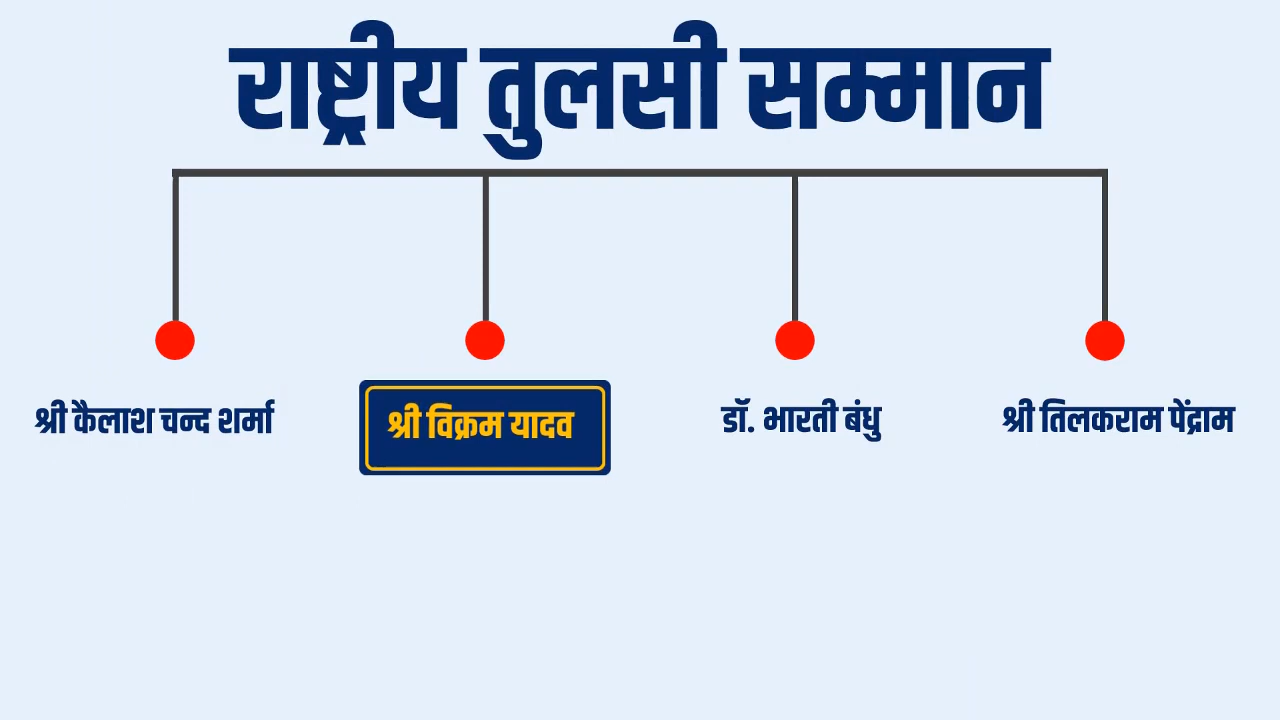 राष्ट्रीय तुलसी सम्मान
श्री कैलाश चन्द शर्मा
श्री विक्रम यादव
डॉ. भारती बंधु
श्री तिलकराम पेंद्राम